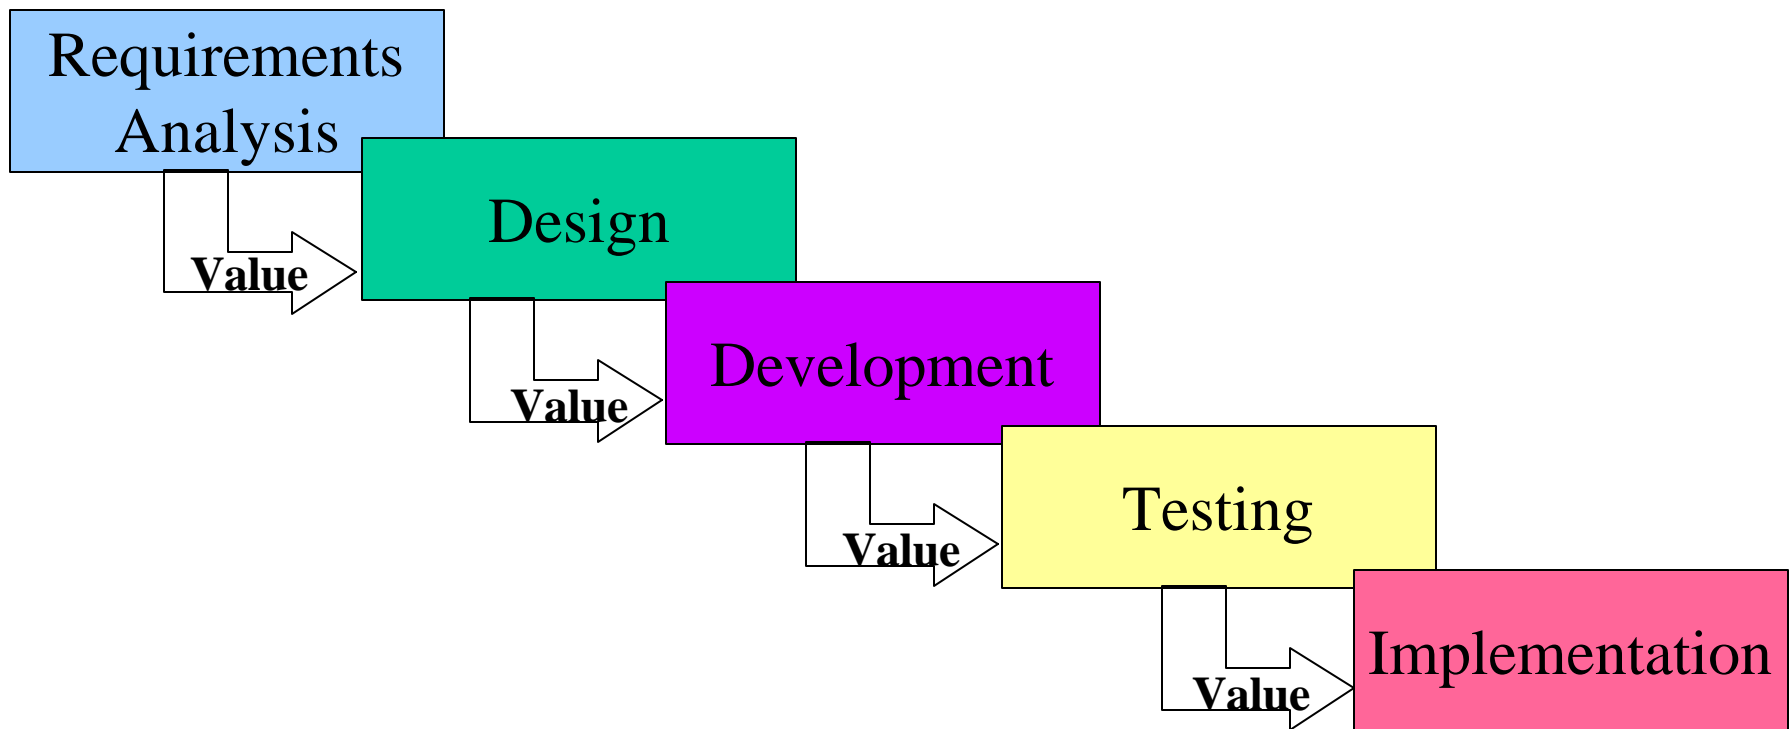 Requirements
Analysis
Design
Value
Development
Value
Testing
Value
Implementation
Value